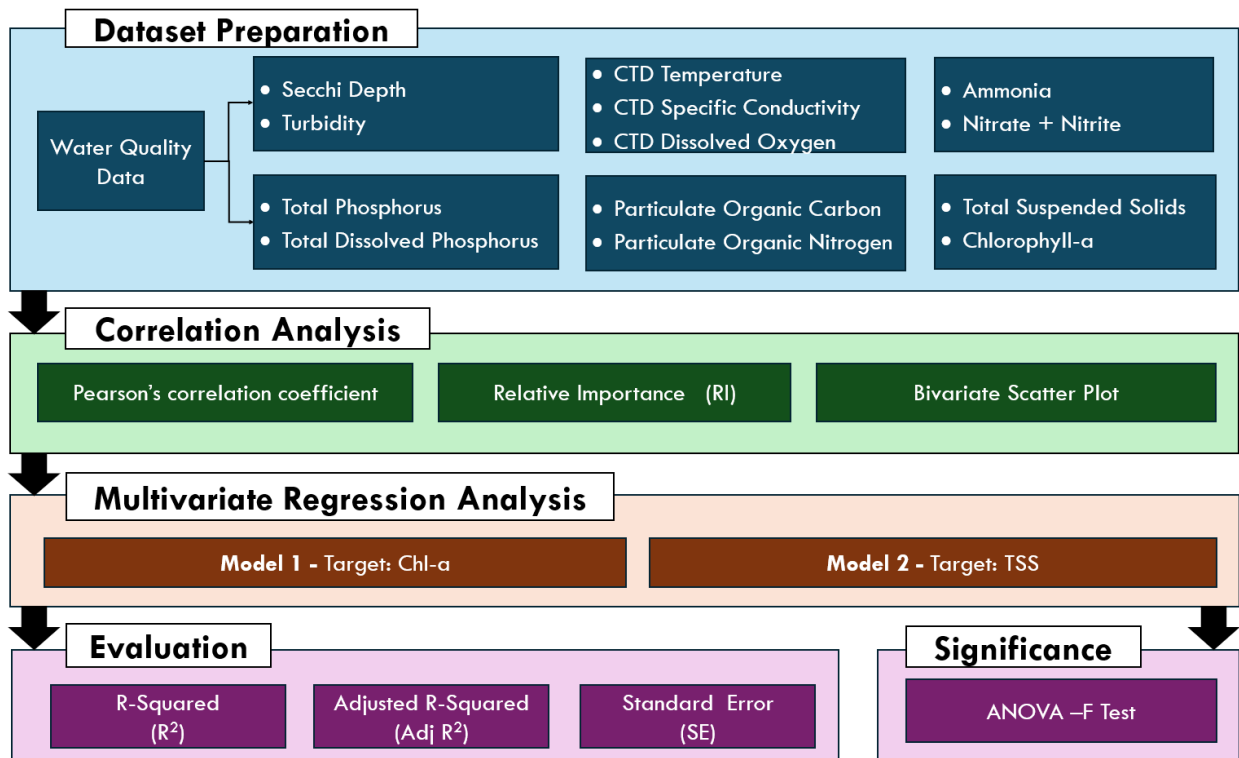 Dataset Preparation
Water Quality
Data
• Secchi Depth
• Turbidity
• CTD Temperature
• CTD Specific Conductivity
• CTD Dissolved Oxygen
• Ammonia
• Nitrate + Nitrite
• Total Phosphorus
• Total Dissolved Phosphorus
• Particulate Organic Carbon
• Particulate Organic Nitrogen
• Total Suspended Solids
• Chlorophyll-a
Correlation Analysis
Pearson's correlation coefficient
Relative Importance (RI)
Bivariate Scatter Plot
Multivariate Regression Analysis
Model 1 - Target: Chl-a
Model 2 - Target: TSS
Evaluation
R-Squared
(R²)
Adjusted R-Squared
(Adj R²)
Standard Error
(SE)
Significance
ANOVA –F Test